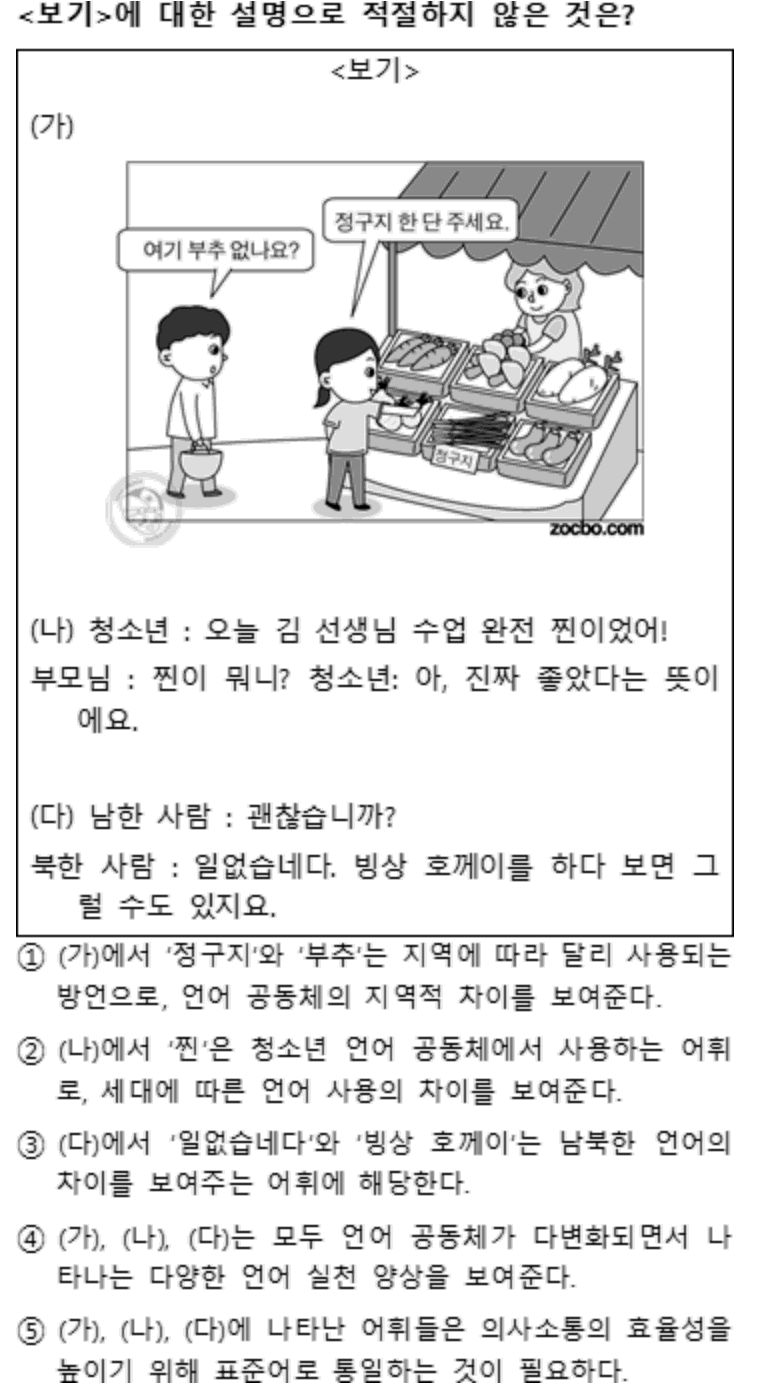 <보기>에 대한 설명으로 적절하지 않은 것은?
<보기>
(가)
정구지 한 단 주세요.
여기 부추 없나요?
정구지
zocbo.com
(나) 청소년 : 오늘 김 선생님 수업 완전 찐이었어!
부모님 : 찐이 뭐니? 청소년: 아, 진짜 좋았다는 뜻이
에요.
(다) 남한 사람 : 괜찮습니까?
북한 사람 : 일없습네다. 빙상 호께이를 하다 보면 그
럴 수도 있지요.
① (가)에서 '정구지'와 '부추'는 지역에 따라 달리 사용되는
방언으로, 언어 공동체의 지역적 차이를 보여준다.
② (나)에서 '찐'은 청소년 언어 공동체에서 사용하는 어휘
로, 세대에 따른 언어 사용의 차이를 보여준다.
③ (다)에서 '일없습네다'와 '빙상 호께이'는 남북한 언어의
차이를 보여주는 어휘에 해당한다.
④ (가), (나), (다)는 모두 언어 공동체가 다변화되면서 나
타나는 다양한 언어 실천 양상을 보여준다.
⑤ (가), (나), (다)에 나타난 어휘들은 의사소통의 효율성을
높이기 위해 표준어로 통일하는 것이 필요하다.